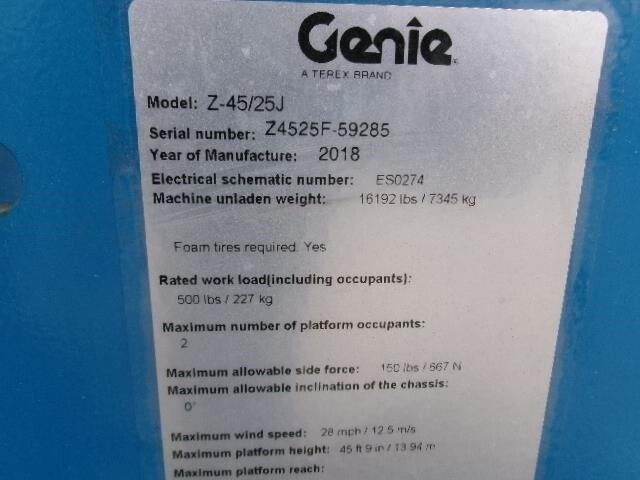 Genie
A TEREX BRAND
Model: Z-45/25J
Serial number: Z4525F-59285
Year of Manufacture: 2018
Electrical schematic number: ES0274
Machine unladen weight: 16192 lbs / 7345 kg
Foam tires required: Yes
Rated work load(including occupants):
500 lbs / 227 kg
Maximum number of platform occupants:
2
Maximum allowable side force: 150 lbs / 667 N
Maximum allowable inclination of the chassis:
0°
Maximum wind speed: 28 mph / 12.5 m/s
Maximum platform height: 45 ft 9 in / 13.94 m
Maximum platform reach: